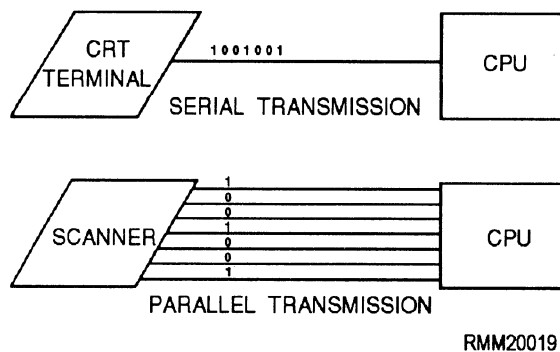 CRT
TERMINAL
1001001
CPU
SERIAL TRANSMISSION
SCANNER
1
0
0
1
0
0
1
CPU
PARALLEL TRANSMISSION
RMM20019